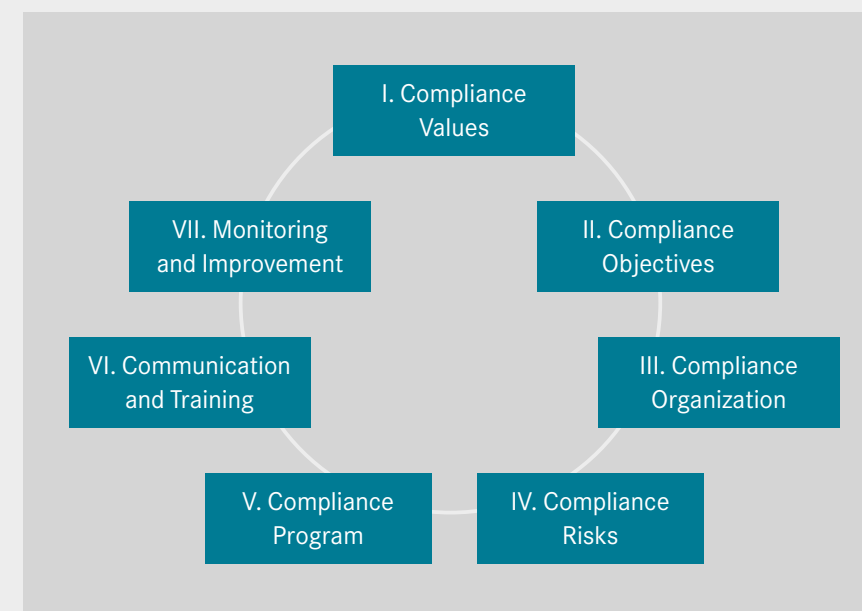 I. Compliance
Values
II. Compliance
Objectives
III. Compliance
Organization
IV. Compliance
Risks
V. Compliance
Program
VI. Communication
and Training
VII. Monitoring
and Improvement